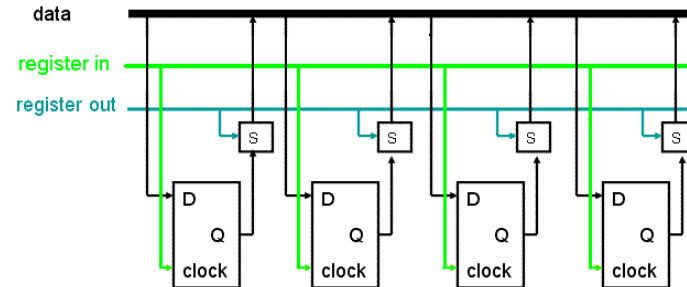 data
register in
register out
S S S S
D D D D
Q Q Q Q
clock clock clock clock